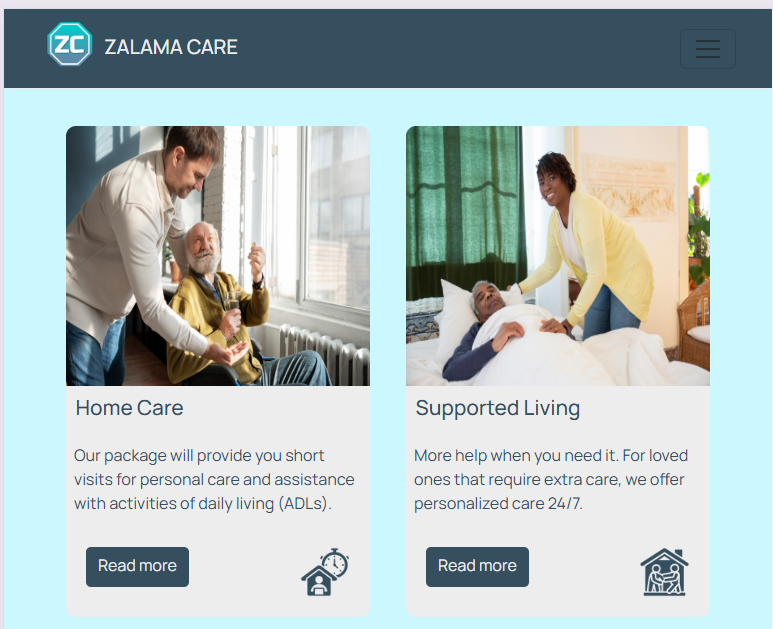 ZC ZALAMA CARE
Home Care
Our package will provide you short
visits for personal care and assistance
with activities of daily living (ADLs).
Read more
Supported Living
More help when you need it. For loved
ones that require extra care, we offer
personalized care 24/7.
Read more